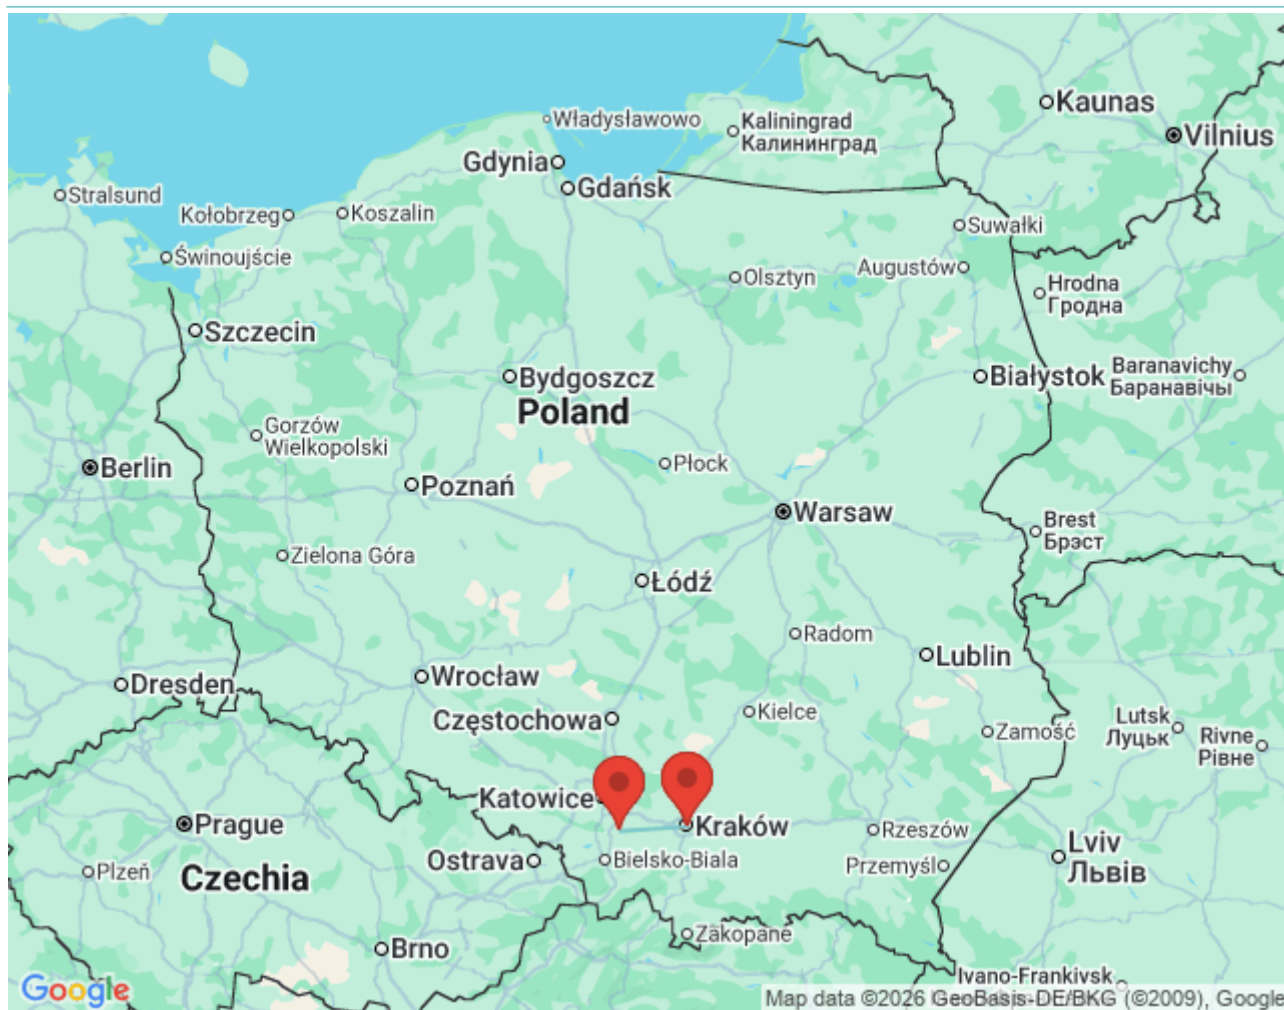 Władysławowo
Kaliningrad
Калининград
Kaunas
Vilnius
Gdynia
Gdańsk
Stralsund
Kołobrzeg
Koszalin
Suwałki
Świnoujście
Olsztyn
Augustów
Hrodna
Гродна
Szczecin
Bydgoszcz
Białystok
Baranavichy
Баранавічы
Poland
Gorzów
Wielkopolski
Berlin
Płock
Poznań
Warsaw
Brest
Брэст
Zielona Góra
Łódź
Radom
Lublin
Dresden
Wrocław
Częstochowa
Kielce
Zamość
Lutsk
Луцьк
Rivne
Рівне
Katowice
Kraków
Rzeszów
Prague
Lviv
Львів
Ostrava
Bielsko-Biala
Przemyśl
Plzeň
Czechia
Zakopane
Brno
Ivano-Frankivsk
Google
Map data ©2026 GeoBasis-DE/BKG (©2009), Google